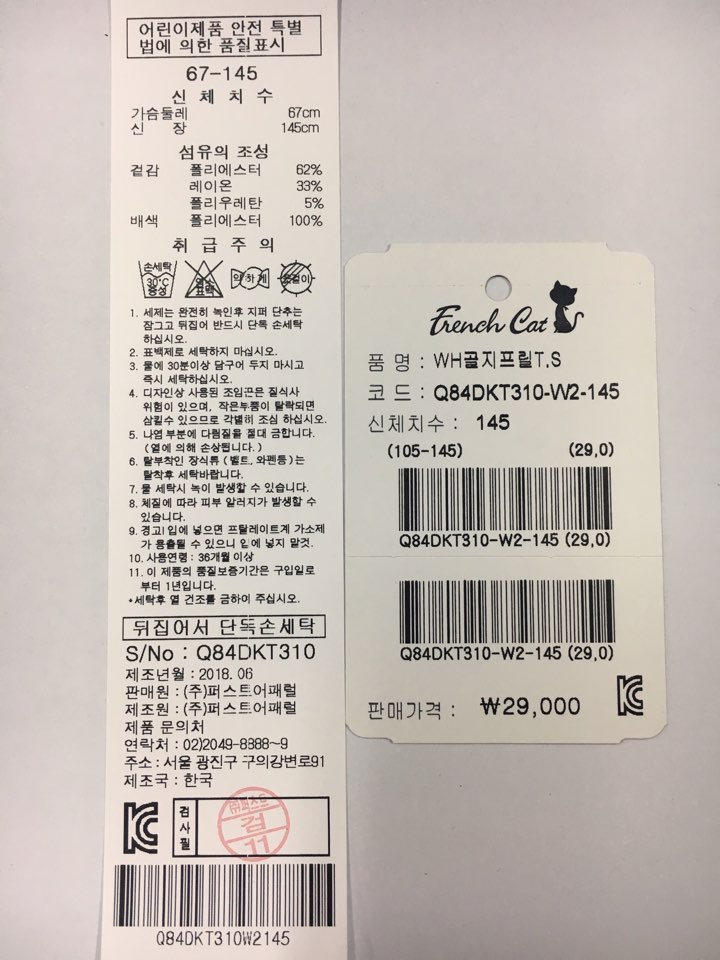 어린이제품 안전 특별
법에 의한 품질표시
67-145
신 체 치 수
가슴둘레 67cm
신 장 145cm
섬유의 조성
겉감 폴리에스터 62%
레이온 33%
폴리우레탄 5%
배색 폴리에스터 100%
취 급 주 의
손세탁 30℃ 중성 염소 표백 약하게 옷걸이
1. 세제는 완전히 녹인후 지퍼 단추는
잠그고 뒤집어 반드시 단독 손세탁
하십시오.
2. 표백제로 세탁하지 마십시오.
3. 물에 30분이상 담구어 두지 마시고
즉시 세탁하십시오.
4. 디자인상 사용된 조임끈은 질식사
위험이 있으며, 작은부품이 탈락되면
삼킬수 있으므로 각별히 조심 하십시오.
5. 나염 부분에 다림질을 절대 금합니다.
(열에 의해 손상됩니다.)
6. 탈부착인 장식류 (벨트, 와펜등)는
탈착후 세탁바랍니다.
7. 물 세탁시 녹이 발생할 수 있습니다.
8. 체질에 따라 피부 알러지가 발생할 수
있습니다.
9. 경고! 입에 넣으면 프탈레이트계 가소제
가 용출될 수 있으니 입에 넣지 말것.
10. 사용연령 : 36개월 이상
11. 이 제품의 품질보증기간은 구입일로
부터 1년입니다.
*세탁후 열 건조를 금하여 주십시오.
뒤집어서 단독손세탁
S/No : Q84DKT310
제조년월 : 2018. 06
판매원 : (주)퍼스트어패럴
제조원 : (주)퍼스트어패럴
제품 문의처
연락처 : 02)2049-8888~9
주소 : 서울 광진구 구의강변로91
제조국 : 한국
KC 검사필 검 11
Q84DKT310W2145
French Cat
품 명 : WH골지프릴T.S
코 드 : Q84DKT310-W2-145
신체치수 : 145
(105-145) (29,0)
Q84DKT310-W2-145 (29,0)
Q84DKT310-W2-145 (29,0)
판매가격 : ₩29,000 KC